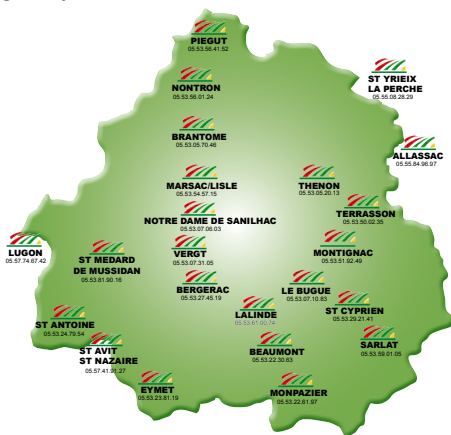 PIEGUT
05.53.56.41.52
NONTRON
05.53.56.01.24
ST YRIEIX
LA PERCHE
05.55.08.28.29
BRANTOME
05.53.05.70.46
ALLASSAC
05.55.84.96.97
MARSAC/LISLE
05.53.54.57.15
THENON
05.53.05.20.13
TERRASSON
05.53.50.02.35
NOTRE DAME DE SANILHAC
05.53.07.06.03
LUGON
05.57.74.67.42
ST MEDARD
DE MUSSIDAN
05.53.81.90.16
VERGT
05.53.07.31.05
MONTIGNAC
05.53.51.92.49
BERGERAC
05.53.27.45.19
LE BUGUE
05.53.07.10.83
ST CYPRIEN
05.53.29.21.41
LALINDE
05.53.61.00.74
ST ANTOINE
05.53.24.79.54
ST AVIT
ST NAZAIRE
05.57.41.91.27
BEAUMONT
05.53.22.30.63
SARLAT
05.53.59.01.05
EYMET
05.53.23.81.19
MONPAZIER
05.53.22.61.97